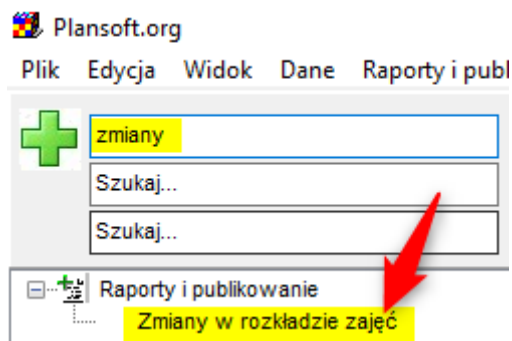 Plansoft.org
Plik Edycja Widok Dane Raporty i publ
zmiany
Szukaj...
Szukaj...
Raporty i publikowanie
Zmiany w rozkładzie zajęć